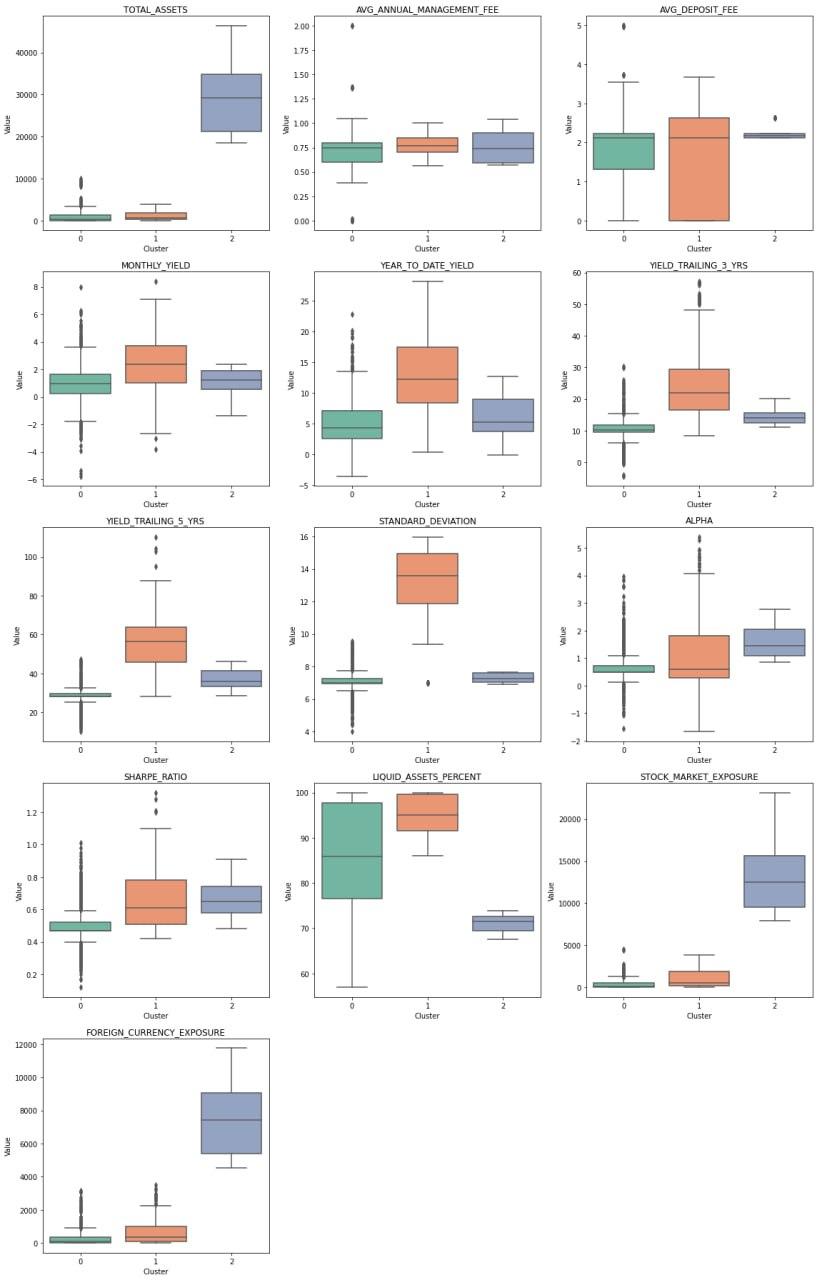 TOTAL_ASSETS
Value
40000
30000
20000
10000
0
0 1 2
Cluster
AVG_ANNUAL_MANAGEMENT_FEE
Value
2.00
1.75
1.50
1.25
1.00
0.75
0.50
0.25
0.00
0 1 2
Cluster
AVG_DEPOSIT_FEE
Value
5
4
3
2
1
0
0 1 2
Cluster
MONTHLY_YIELD
Value
8
6
4
2
0
−2
−4
−6
0 1 2
Cluster
YEAR_TO_DATE_YIELD
Value
25
20
15
10
5
0
−5
0 1 2
Cluster
YIELD_TRAILING_3_YRS
Value
60
50
40
30
20
10
0
0 1 2
Cluster
YIELD_TRAILING_5_YRS
Value
100
80
60
40
20
0 1 2
Cluster
STANDARD_DEVIATION
Value
16
14
12
10
8
6
4
0 1 2
Cluster
ALPHA
Value
5
4
3
2
1
0
−1
−2
0 1 2
Cluster
SHARPE_RATIO
Value
1.2
1.0
0.8
0.6
0.4
0.2
0 1 2
Cluster
LIQUID_ASSETS_PERCENT
Value
100
90
80
70
60
0 1 2
Cluster
STOCK_MARKET_EXPOSURE
Value
20000
15000
10000
5000
0
0 1 2
Cluster
FOREIGN_CURRENCY_EXPOSURE
Value
12000
10000
8000
6000
4000
2000
0
0 1 2
Cluster